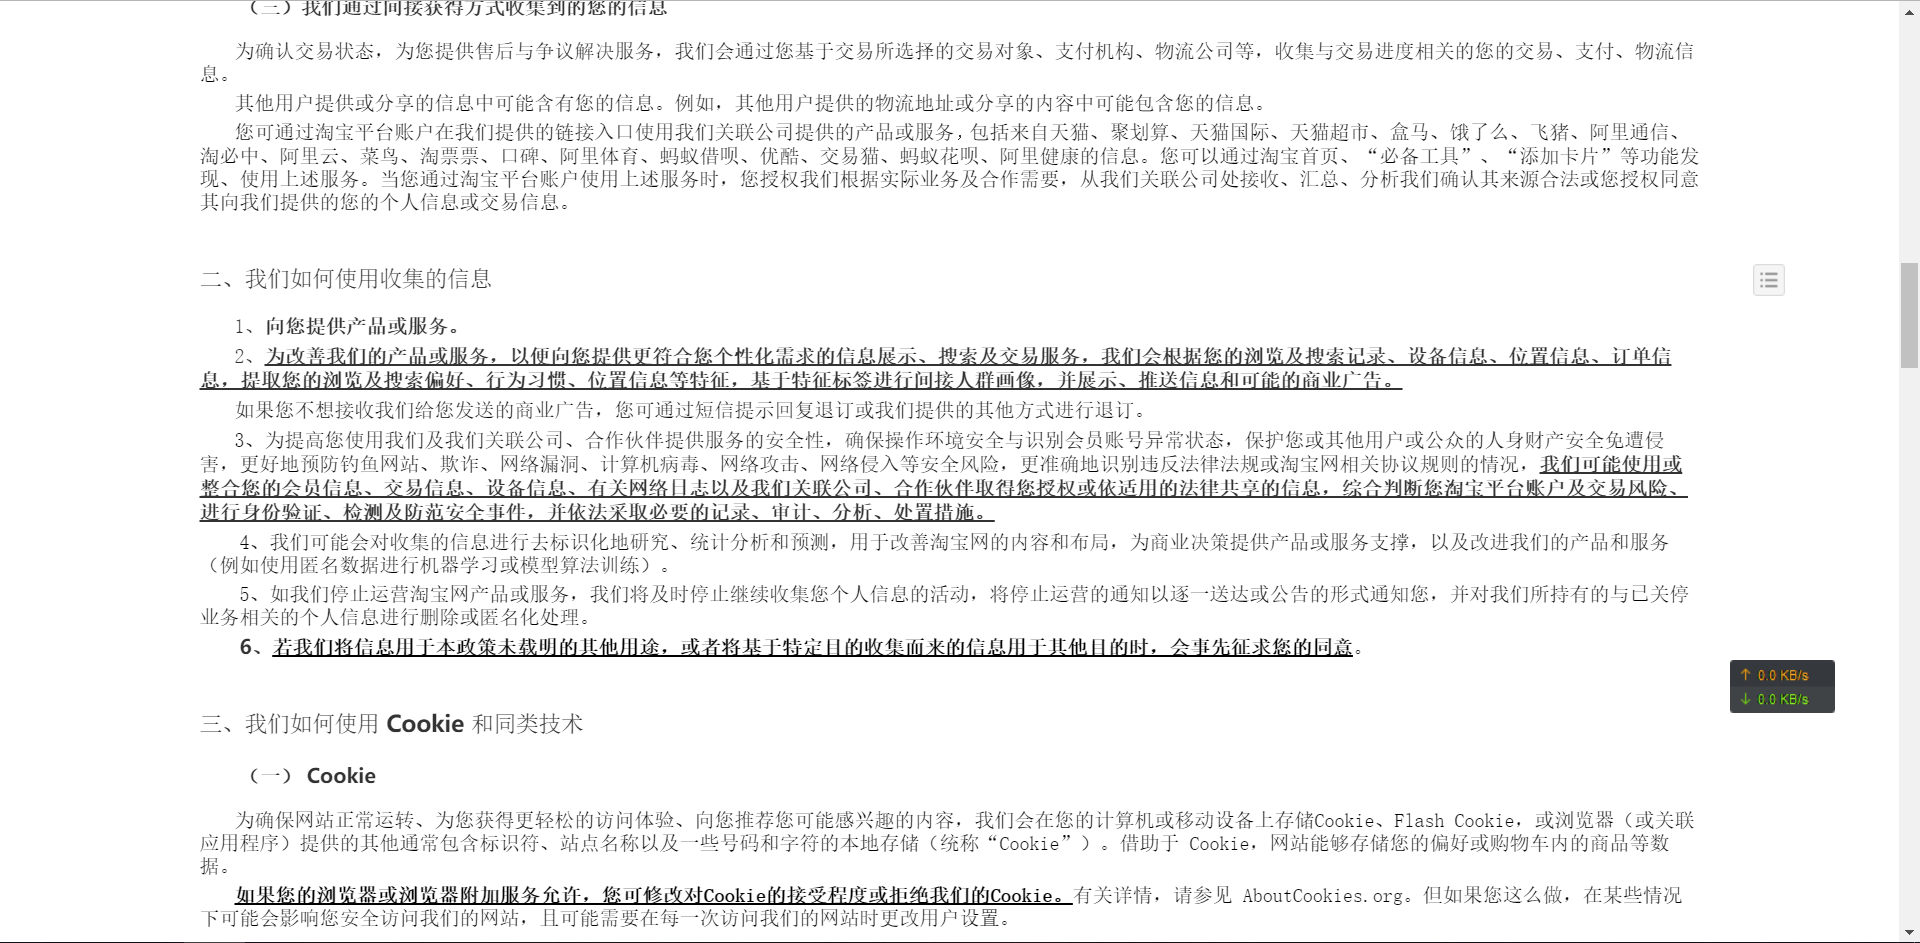 （三）我们通过间接获得方式收集到的您的信息
为确认交易状态，为您提供售后与争议解决服务，我们会通过您基于交易所选择的交易对象、支付机构、物流公司等，收集与交易进度相关的您的交易、支付、物流信
息。
其他用户提供或分享的信息中可能含有您的信息。例如，其他用户提供的物流地址或分享的内容中可能包含您的信息。
您可通过淘宝平台账户在我们提供的链接入口使用我们关联公司提供的产品或服务，包括来自天猫、聚划算、天猫国际、天猫超市、盒马、饿了么、飞猪、阿里通信、
淘必中、阿里云、菜鸟、淘票票、口碑、阿里体育、蚂蚁借呗、优酷、交易猫、蚂蚁花呗、阿里健康的信息。您可以通过淘宝首页、“必备工具”、“添加卡片”等功能发
现、使用上述服务。当您通过淘宝平台账户使用上述服务时，您授权我们根据实际业务及合作需要，从我们关联公司处接收、汇总、分析我们确认其来源合法或您授权同意
其向我们提供的您的个人信息或交易信息。
二、我们如何使用收集的信息
1、向您提供产品或服务。
2、为改善我们的产品或服务，以便向您提供更符合您个性化需求的信息展示、搜索及交易服务，我们会根据您的浏览及搜索记录、设备信息、位置信息、订单信
息，提取您的浏览及搜索偏好、行为习惯、位置信息等特征，基于特征标签进行间接人群画像，并展示、推送信息和可能的商业广告。
如果您不想接收我们给您发送的商业广告，您可通过短信提示回复退订或我们提供的其他方式进行退订。
3、为提高您使用我们及我们关联公司、合作伙伴提供服务的安全性，确保操作环境安全与识别会员账号异常状态，保护您或其他用户或公众的人身财产安全免遭侵
害，更好地预防钓鱼网站、欺诈、网络漏洞、计算机病毒、网络攻击、网络侵入等安全风险，更准确地识别违反法律法规或淘宝网相关协议规则的情况，我们可能使用或
整合您的会员信息、交易信息、设备信息、有关网络日志以及我们关联公司、合作伙伴取得您授权或依适用的法律共享的信息，综合判断您淘宝平台账户及交易风险、
进行身份验证、检测及防范安全事件，并依法采取必要的记录、审计、分析、处置措施。
4、我们可能会对收集的信息进行去标识化地研究、统计分析和预测，用于改善淘宝网的内容和布局，为商业决策提供产品或服务支撑，以及改进我们的产品和服务
（例如使用匿名数据进行机器学习或模型算法训练）。
5、如我们停止运营淘宝网产品或服务，我们将及时停止继续收集您个人信息的活动，将停止运营的通知以逐一送达或公告的形式通知您，并对我们所持有的与已关停
业务相关的个人信息进行删除或匿名化处理。
6、若我们将信息用于本政策未载明的其他用途，或者将基于特定目的收集而来的信息用于其他目的时，会事先征求您的同意。
↑ 0.0 KB/s
↓ 0.0 KB/s
三、我们如何使用 Cookie 和同类技术
（一） Cookie
为确保网站正常运转、为您获得更轻松的访问体验、向您推荐您可能感兴趣的内容，我们会在您的计算机或移动设备上存储Cookie、Flash Cookie，或浏览器（或关联
应用程序）提供的其他通常包含标识符、站点名称以及一些号码和字符的本地存储（统称“Cookie”）。借助于 Cookie，网站能够存储您的偏好或购物车内的商品等数
据。
如果您的浏览器或浏览器附加服务允许，您可修改对Cookie的接受程度或拒绝我们的Cookie。有关详情，请参见 AboutCookies.org。但如果您这么做，在某些情况
下可能会影响您安全访问我们的网站，且可能需要在每一次访问我们的网站时更改用户设置。